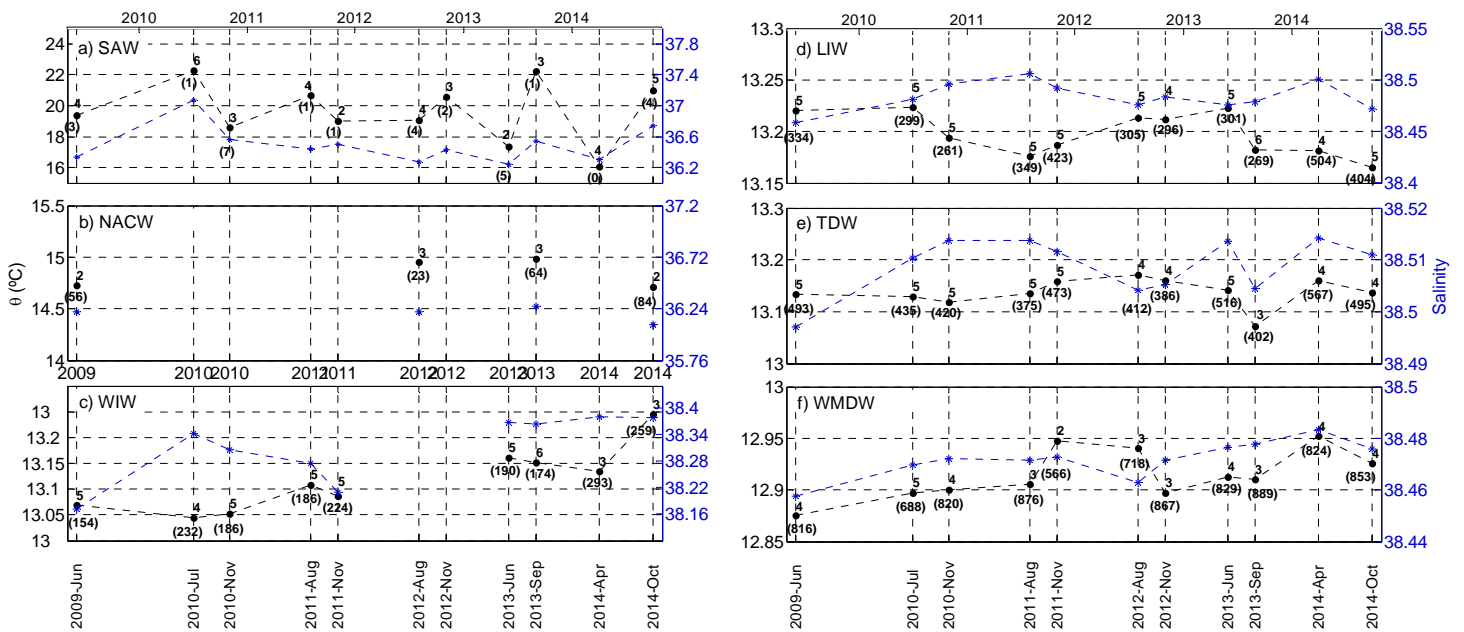 2010 2011 2012 2013 2014
24 a) SAW 6 4 2 4 3 2 3 4 5 37.8
22 (1) 37.4
20 4 (1) (2) (1) (4) 37
18 (3) 3 (1) (4) 36.6
16 (7) (5) (0) 36.2
15.5 b) NACW 37.2
15 3 (23) 3 (64) 36.72
14.5 2 (56) 2 (84) 36.24
14 35.76
θ (ºC)
2009 2010 2010 2011 2011 2012 2012 2013 2013 2014 2014
13 c) WIW 3 38.4
13.2 5 6 (259) 38.34
13.15 5 (190) (174) 3 38.28
13.1 5 (186) 5 (293) 38.22
13.05 (154) 4 5 (224) 38.16
13 (232) (186)
2009-Jun 2010-Jul 2010-Nov 2011-Aug 2011-Nov 2012-Aug 2012-Nov 2013-Jun 2013-Sep 2014-Apr 2014-Oct
2010 2011 2012 2013 2014
13.3 d) LIW 38.55
13.25 5 5 5 4 5 38.5
13.2 (334) (299) 5 5 (305) (296) (301) 6 4 38.45
13.15 (261) 5 (349) (423) (269) (504) 5 (404) 38.4
13.3 e) TDW 38.52
13.2 5 5 5 5 5 4 4 5 4 4 38.51
13.1 (493) (435) (420) (375) (473) (412) (386) (516) 3 (567) (495) 38.5
13 (402) 38.49
Salinity
13 f) WMDW 38.5
12.95 2 4 4 38.48
12.9 5 4 3 (566) (718) 3 4 3 (824) 4 38.46
12.85 4 (816) (688) (820) (876) (867) (829) (889) (853) 38.44
2009-Jun 2010-Jul 2010-Nov 2011-Aug 2011-Nov 2012-Aug 2012-Nov 2013-Jun 2013-Sep 2014-Apr 2014-Oct